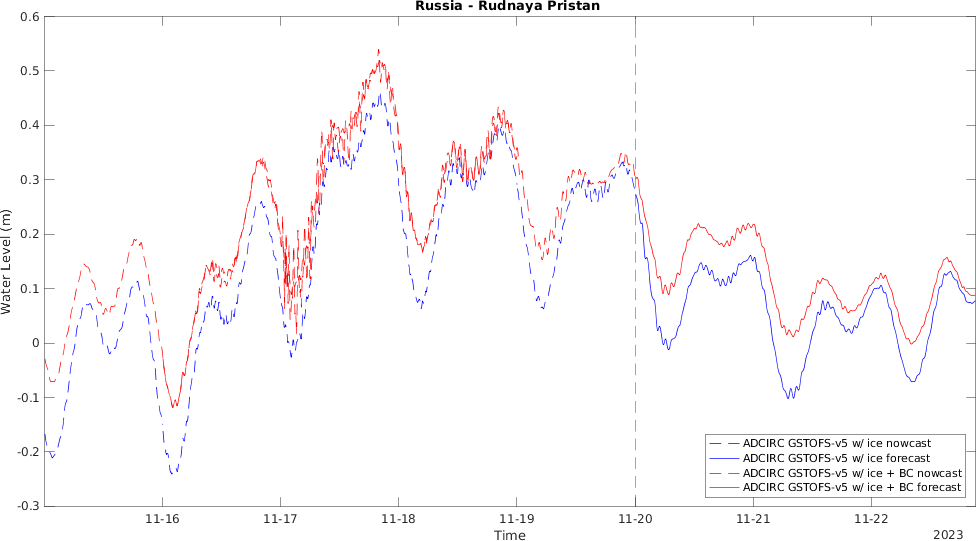 Russia - Rudnaya Pristan
0.6
0.5
0.4
0.3
0.2
0.1
0
-0.1
-0.2
-0.3
Water Level (m)
11-16 11-17 11-18 11-19 11-20 11-21 11-22
Time
2023
ADCIRC GSTOFS-v5 w/ ice nowcast
ADCIRC GSTOFS-v5 w/ ice forecast
ADCIRC GSTOFS-v5 w/ ice + BC nowcast
ADCIRC GSTOFS-v5 w/ ice + BC forecast